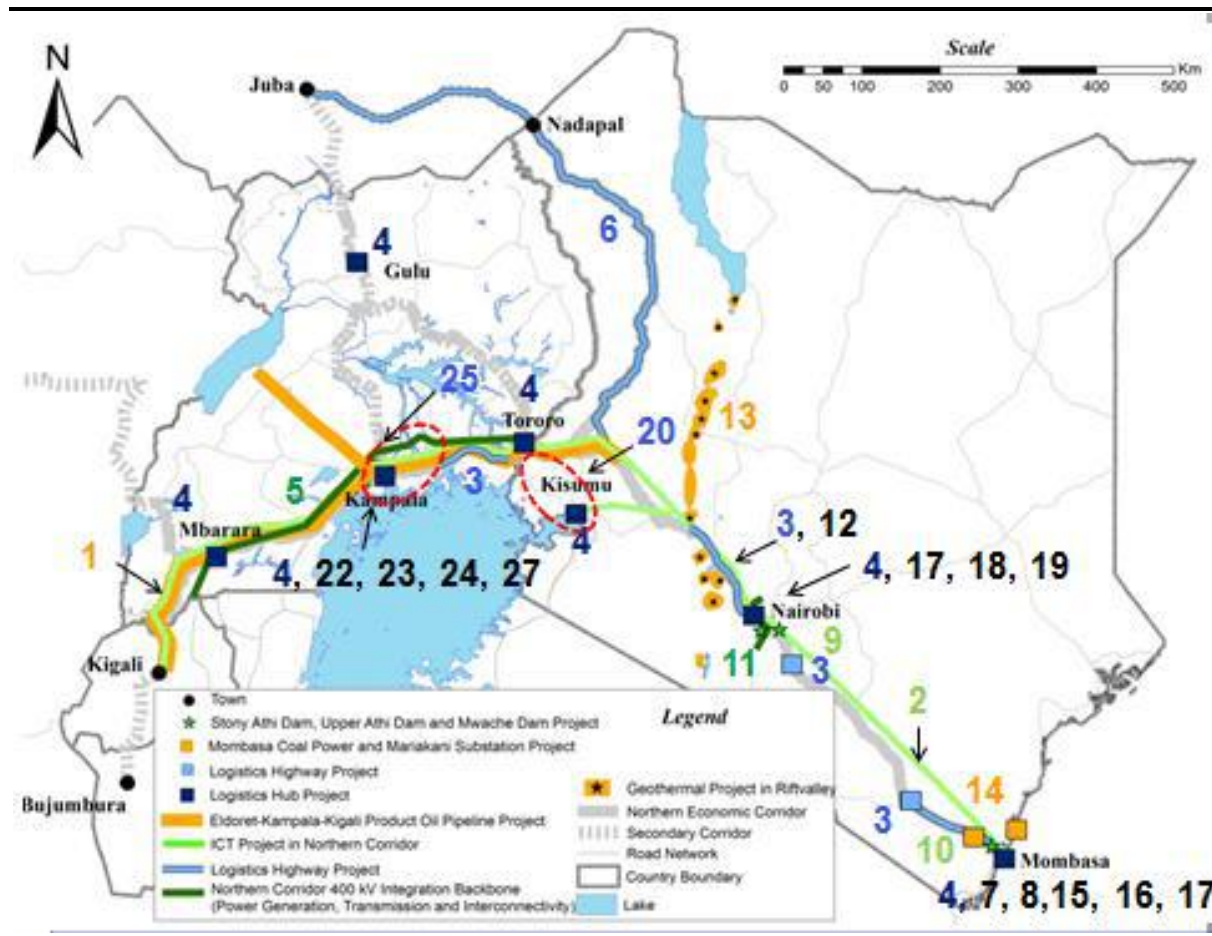 N
Scale
Km
0 50 100 200 300 400 500
Juba
Nadapal
6
4
Gulu
25
4
Tororo
20
13
5
3
Kisumu
Kampala
4
Mbarara
4
3, 12
1
4, 22, 23, 24, 27
4, 17, 18, 19
Nairobi
9
Kigali
11
3
2
Town
Legend
Stony Athi Dam, Upper Athi Dam and Mwache Dam Project
Mombasa Coal Power and Mariakani Substation Project
Logistics Highway Project
Logistics Hub Project
Eldoret-Kampala-Kigali Product Oil Pipeline Project
ICT Project in Northern Corridor
Logistics Highway Project
Northern Corridor 400 kV Integration Backbone
(Power Generation, Transmission and Interconnectivity)
Geothermal Project in Riftvalley
Northern Economic Corridor
Secondary Corridor
Road Network
Country Boundary
Lake
Bujumbura
14
3
10
Mombasa
4, 7, 8,15, 16, 17